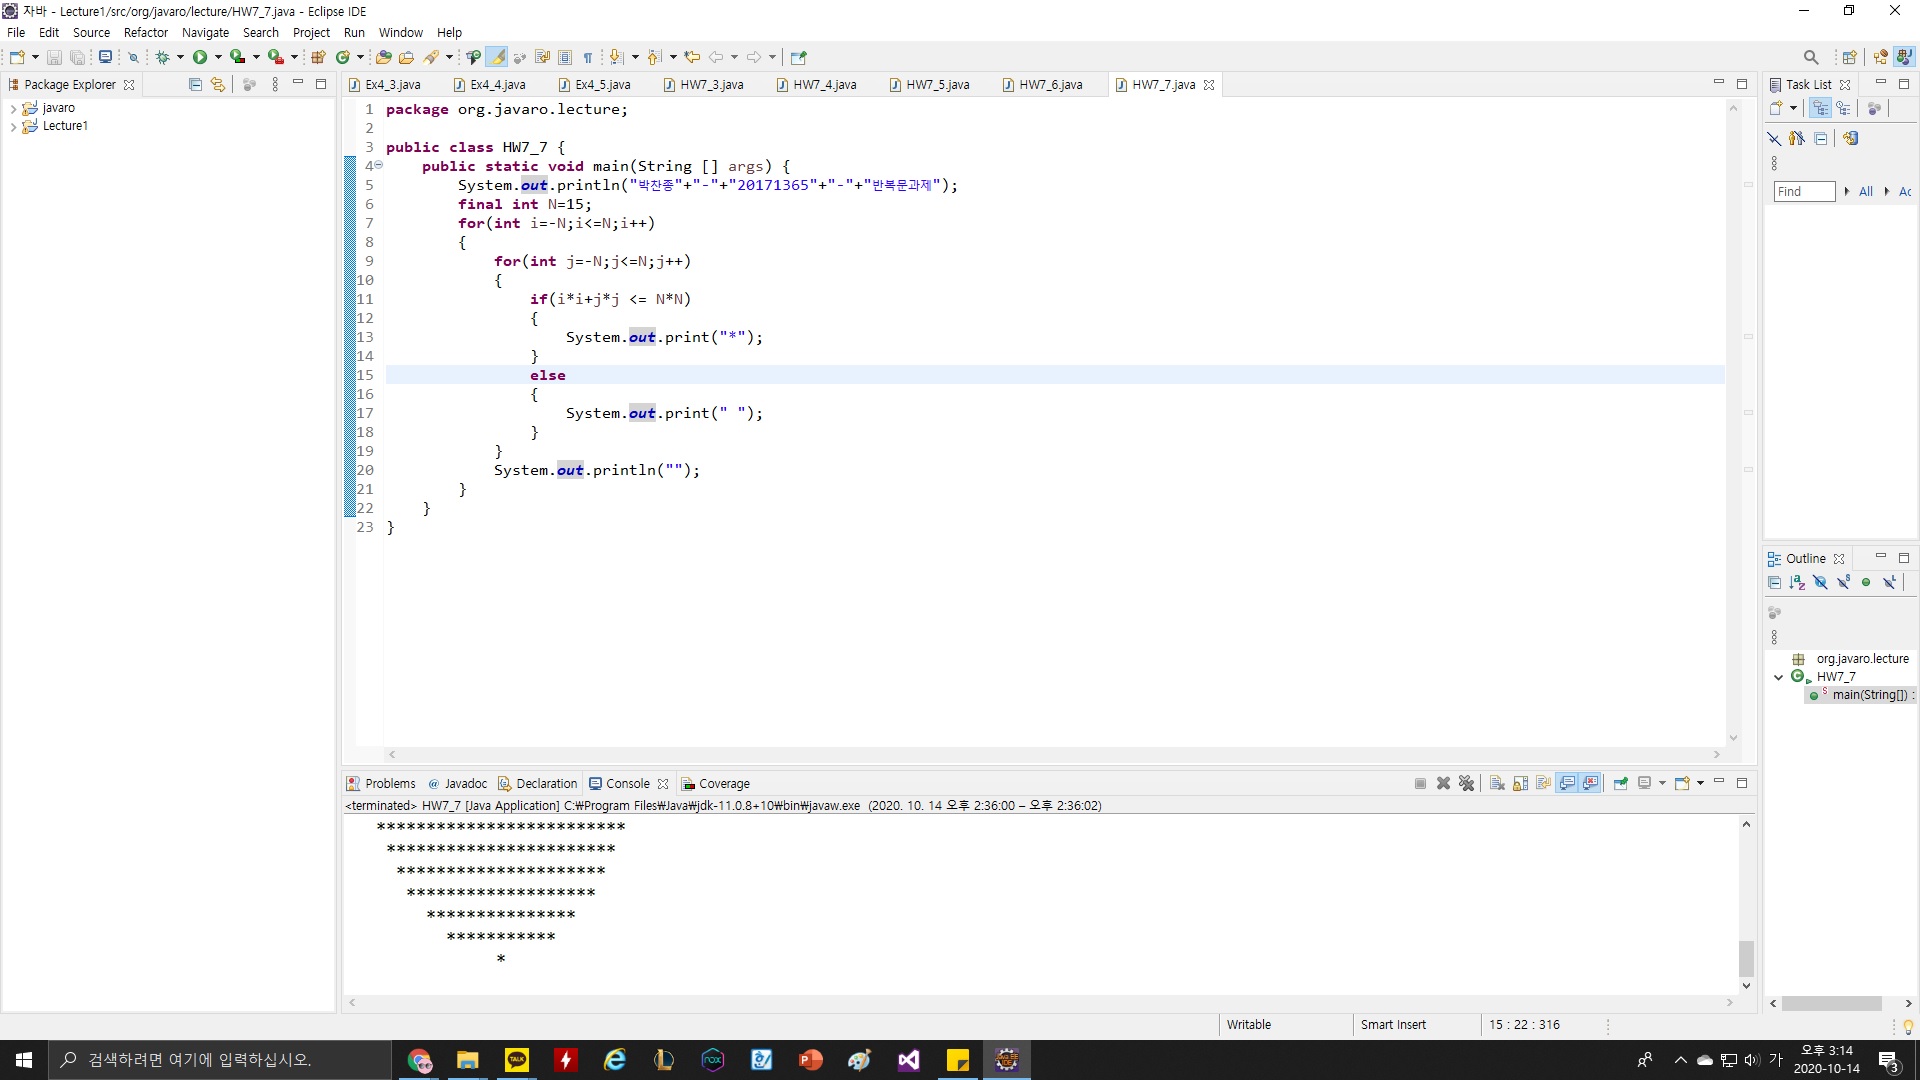 자바 - Lecture1/src/org/javaro/lecture/HW7_7.java - Eclipse IDE
File Edit Source Refactor Navigate Search Project Run Window Help
Package Explorer
javaro
Lecture1
Ex4_3.java Ex4_4.java Ex4_5.java HW7_3.java HW7_4.java HW7_5.java HW7_6.java HW7_7.java
1 package org.javaro.lecture;
2
3 public class HW7_7 {
4 public static void main(String [] args) {
5 System.out.println("박찬종"+"-"+"20171365"+"-"+"반복문과제");
6 final int N=15;
7 for(int i=-N;i<=N;i++)
8 {
9 for(int j=-N;j<=N;j++)
10 {
11 if(i*i+j*j <= N*N)
12 {
13 System.out.print("*");
14 }
15 else
16 {
17 System.out.print(" ");
18 }
19 }
20 System.out.println("");
21 }
22 }
23 }
Task List
Find All Ac
Outline
org.javaro.lecture
HW7_7
main(String[]) :
Problems Javadoc Declaration Console Coverage
<terminated> HW7_7 [Java Application] C:₩Program Files₩Java₩jdk-11.0.8+10₩bin₩javaw.exe (2020. 10. 14 오후 2:36:00 – 오후 2:36:02)
*************************
***********************
*********************
*******************
***************
***********
*
Writable Smart Insert 15 : 22 : 316
검색하려면 여기에 입력하십시오.
TALK
nox
가
오후 3:14
2020-10-14
3